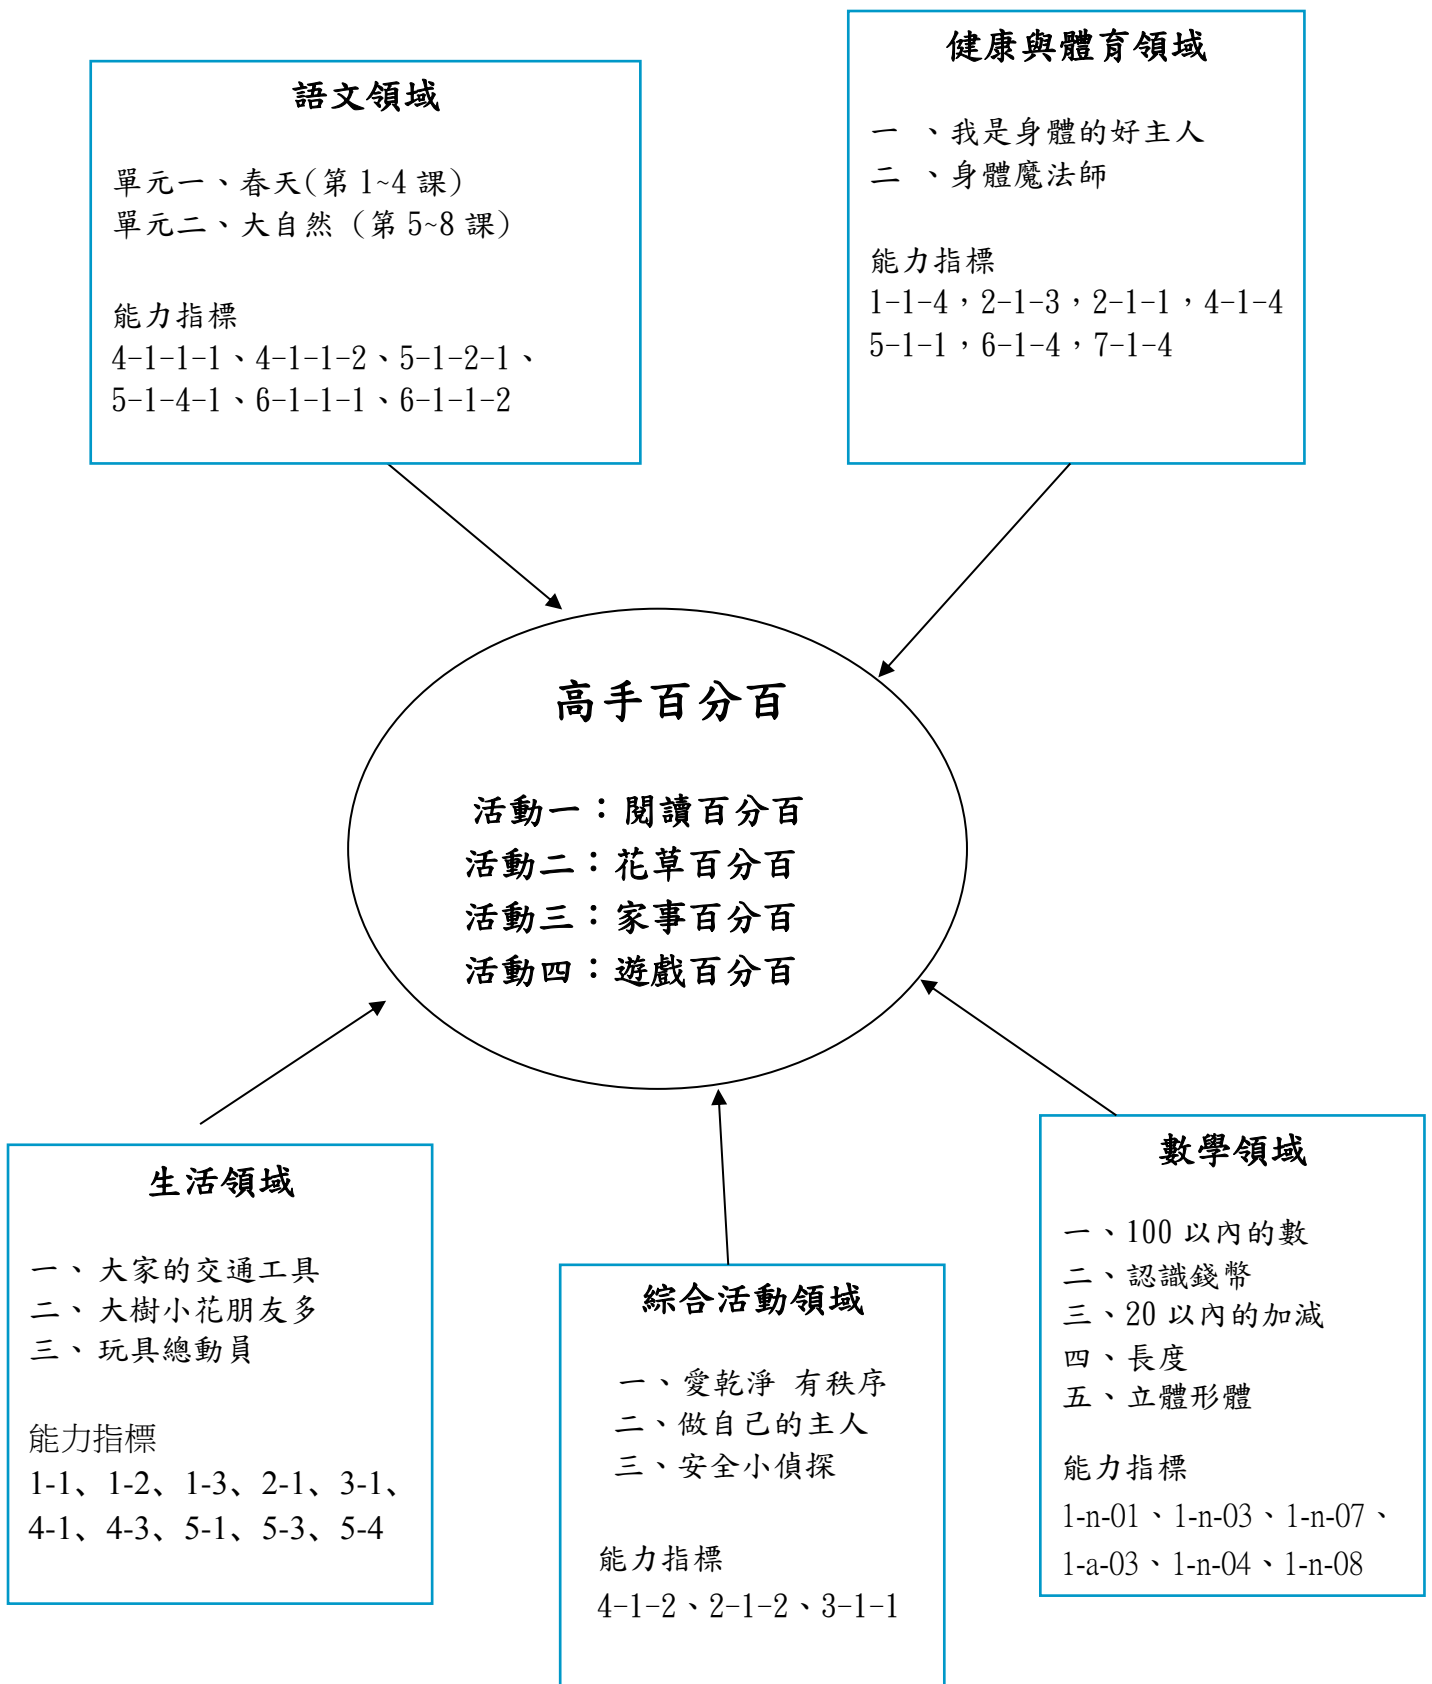 語文領域
單元一、春天(第 1~4 課)
單元二、大自然 (第 5~8 課)
能力指標
4-1-1-1、4-1-1-2、5-1-2-1、
5-1-4-1、6-1-1-1、6-1-1-2
健康與體育領域
一 、我是身體的好主人
二 、身體魔法師
能力指標
1-1-4，2-1-3，2-1-1，4-1-4
5-1-1，6-1-4，7-1-4
高手百分百
活動一：閱讀百分百
活動二：花草百分百
活動三：家事百分百
活動四：遊戲百分百
生活領域
一、 大家的交通工具
二、 大樹小花朋友多
三、 玩具總動員
能力指標
1-1、1-2、1-3、2-1、3-1、
4-1、4-3、5-1、5-3、5-4
綜合活動領域
一、愛乾淨 有秩序
二、做自己的主人
三、安全小偵探
能力指標
4-1-2、2-1-2、3-1-1
數學領域
一、100 以內的數
二、認識錢幣
三、20 以內的加減
四、長度
五、立體形體
能力指標
1-n-01、1-n-03、1-n-07、
1-a-03、1-n-04、1-n-08